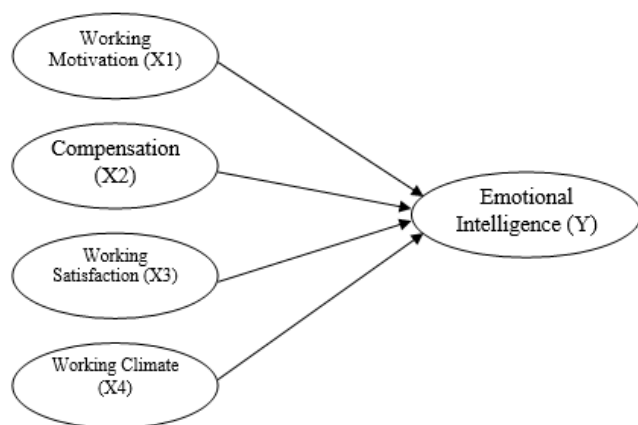 Working
Motivation (X1)
Compensation
(X2)
Working
Satisfaction (X3)
Working Climate
(X4)
Emotional
Intelligence (Y)